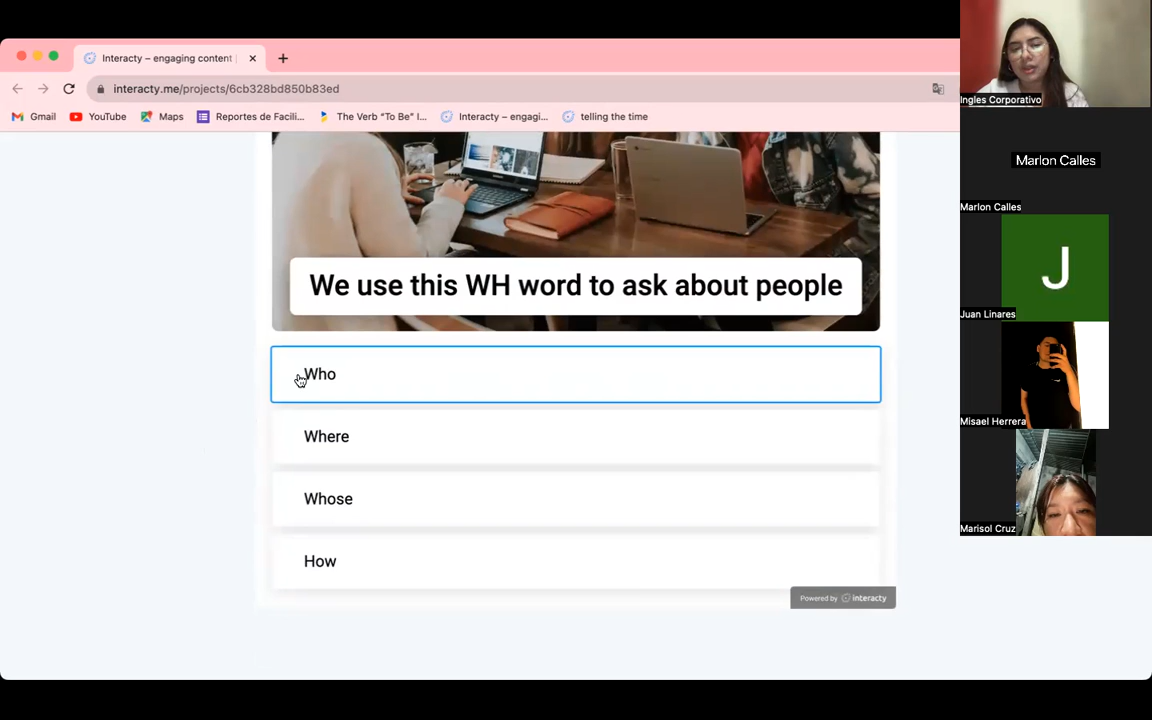 Interacty – engaging content
interacty.me/projects/6cb328bd850b83ed
Gmail
YouTube
Maps
Reportes de Facili...
The Verb “To Be” I...
Interacty – engagi...
telling the time
We use this WH word to ask about people
Who
Where
Whose
How
Powered by interacty
Ingles Corporativo
Marlon Calles
Marlon Calles
J
Juan Linares
Misael Herrera
Marisol Cruz